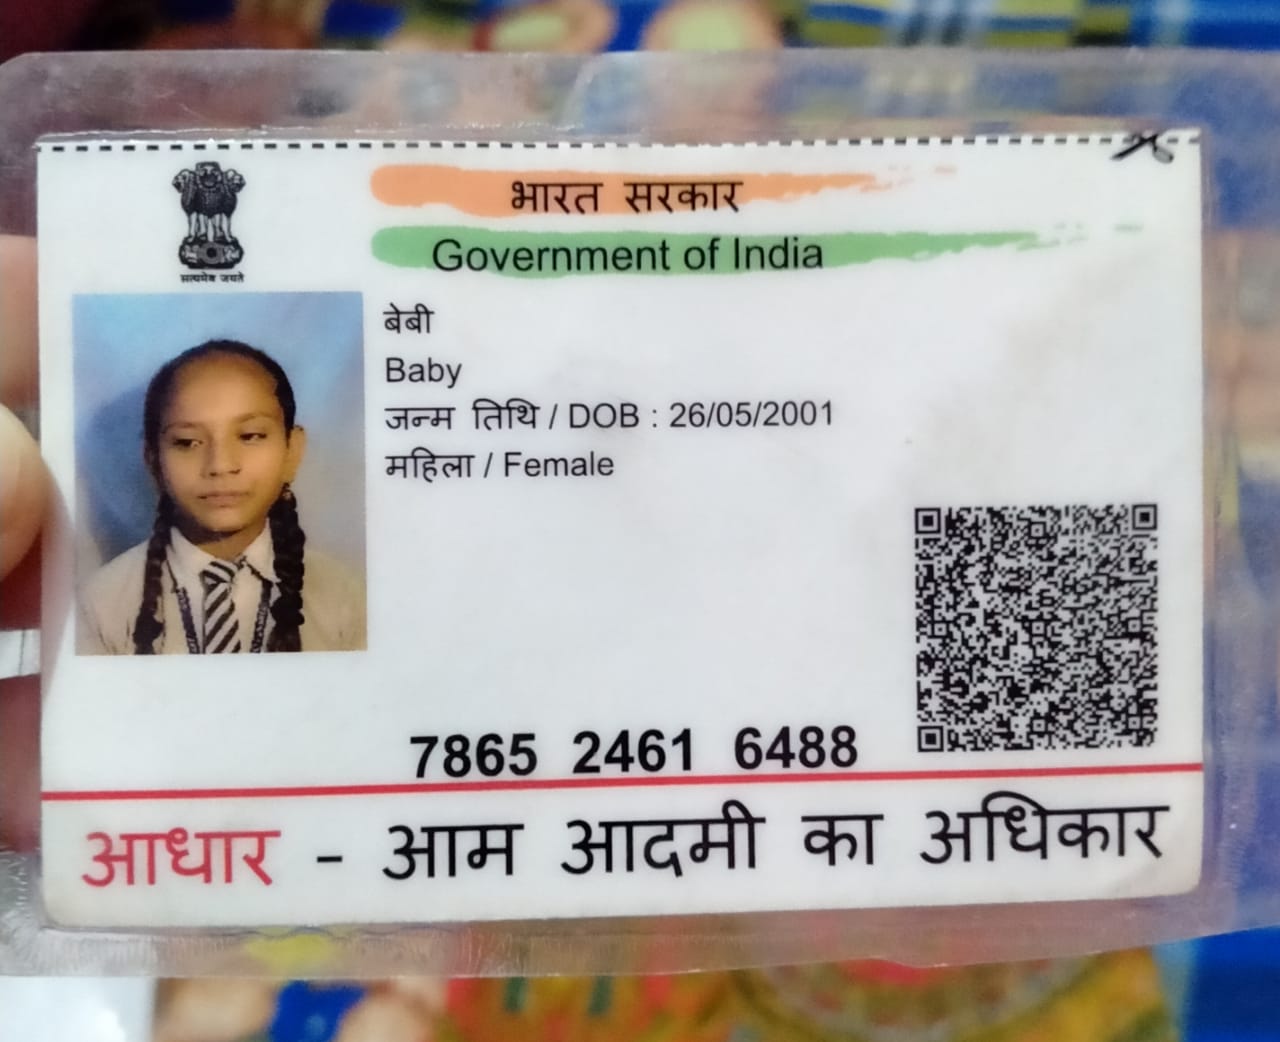 सत्यमेव जयते
भारत सरकार
Government of India
बेबी
Baby
जन्म तिथि / DOB : 26/05/2001
महिला / Female
7865 2461 6488
आधार - आम आदमी का अधिकार